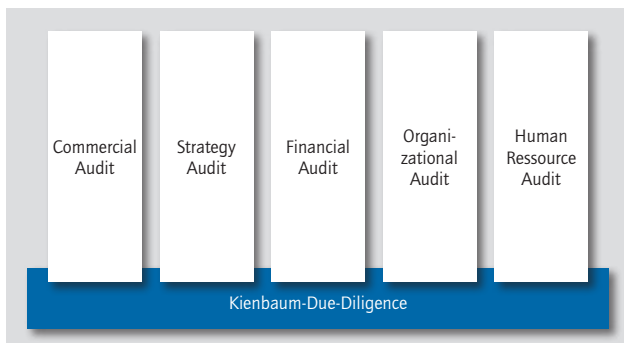 Commercial
Audit
Strategy
Audit
Financial
Audit
Organi-
zational
Audit
Human
Ressource
Audit
Kienbaum-Due-Diligence